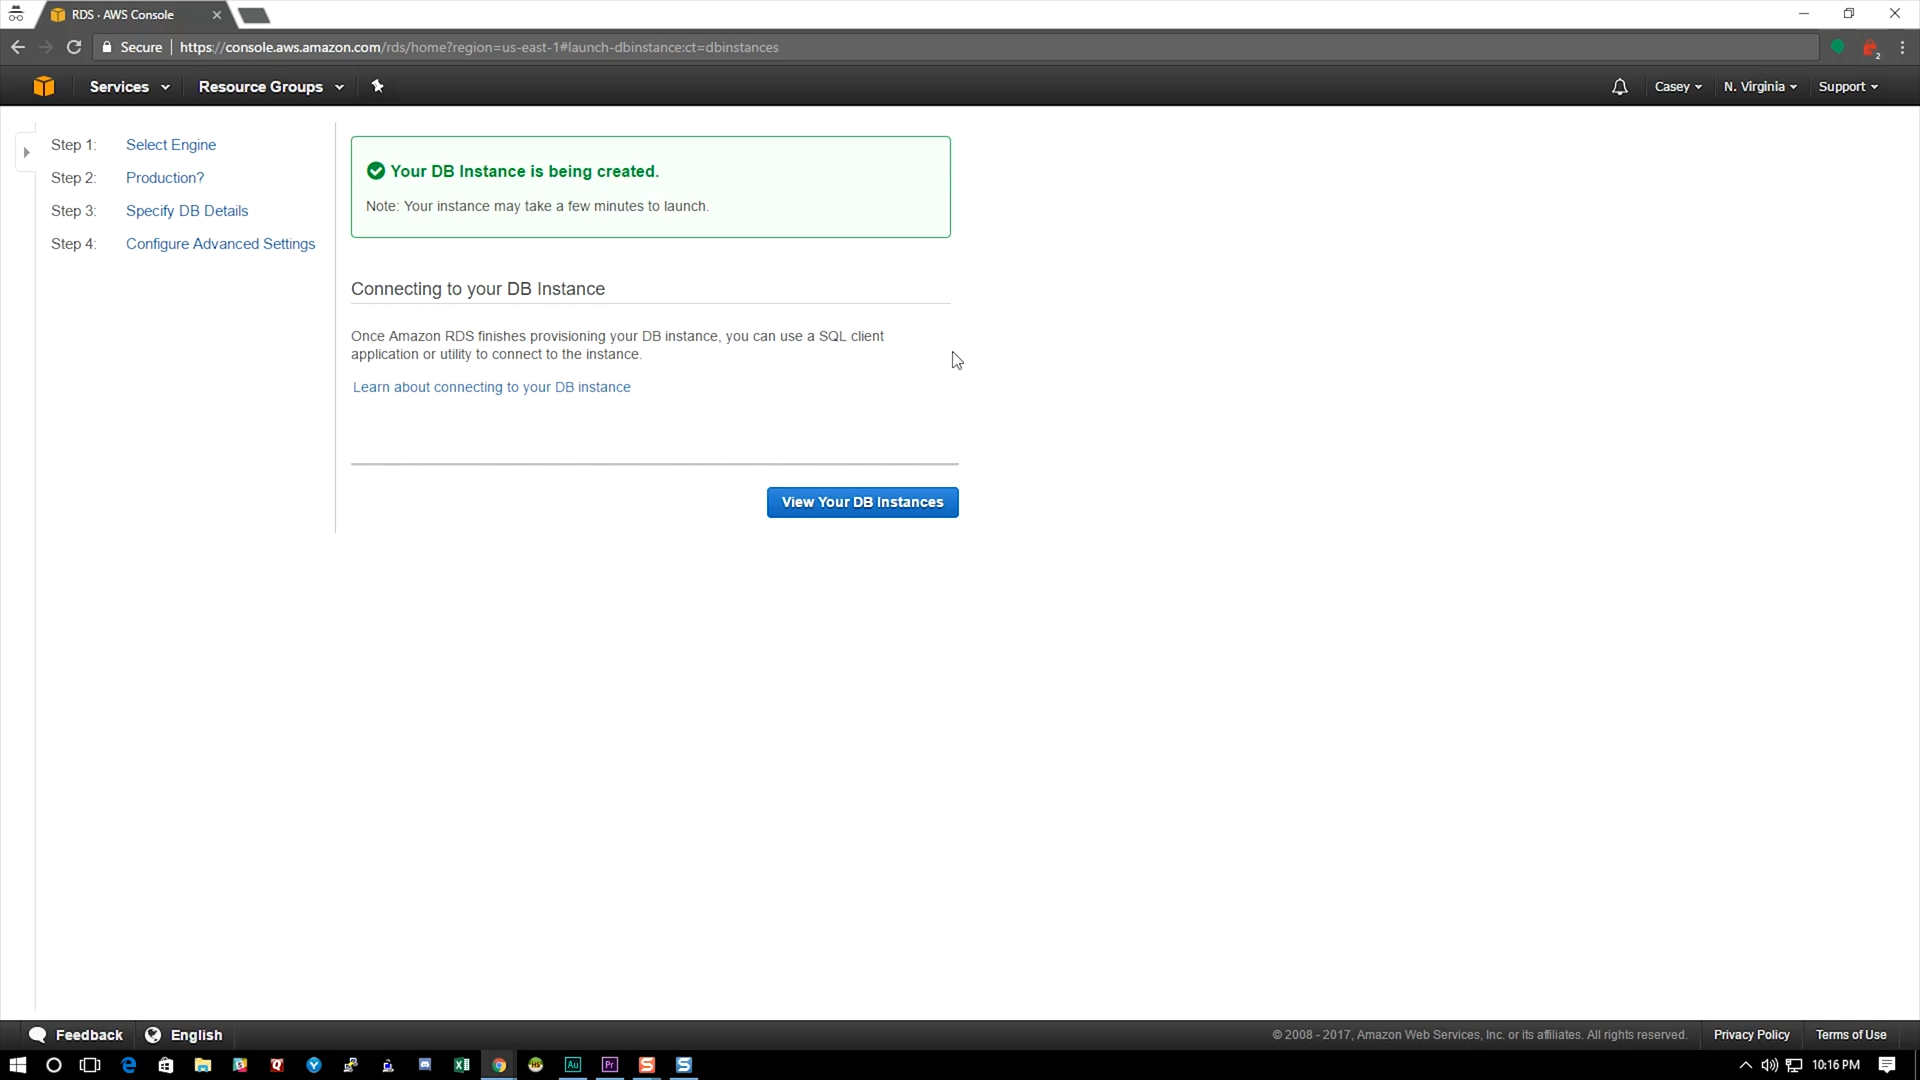 RDS · AWS Console
Secure https://console.aws.amazon.com/rds/home?region=us-east-1#launch-dbinstance:ct=dbinstances
2
Services Resource Groups Casey N. Virginia Support
Step 1: Select Engine
Step 2: Production?
Step 3: Specify DB Details
Step 4: Configure Advanced Settings
Your DB Instance is being created.
Note: Your instance may take a few minutes to launch.
Connecting to your DB Instance
Once Amazon RDS finishes provisioning your DB instance, you can use a SQL client
application or utility to connect to the instance.
Learn about connecting to your DB instance
View Your DB Instances
Feedback English © 2008 - 2017, Amazon Web Services, Inc. or its affiliates. All rights reserved. Privacy Policy Terms of Use
Au Pr S S 10:16 PM